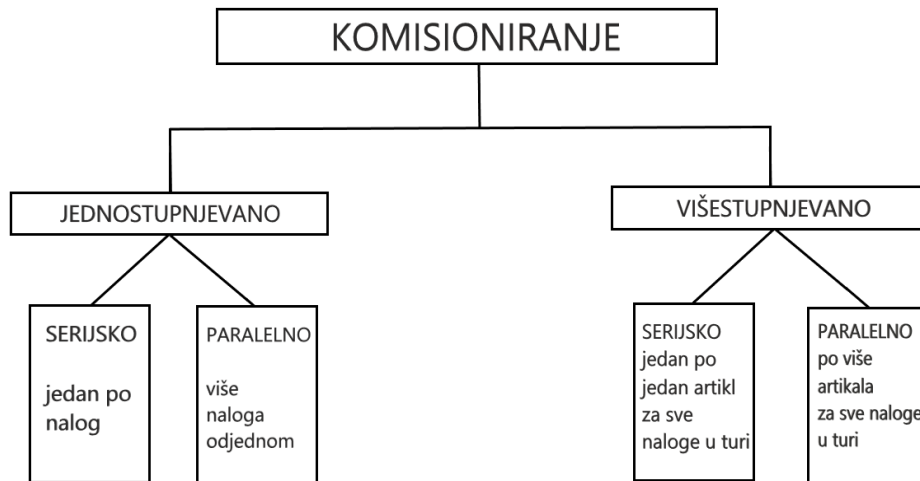 KOMISIONIRANJE
JEDNOSTUPNJEVANO
VIŠESTUPNJEVANO
SERIJSKO
jedan po
nalog
PARALELNO
više
naloga
odjednom
SERIJSKO
jedan po
jedan artikl
za sve
naloge u turi
PARALELNO
po više
artikala
za sve naloge
u turi